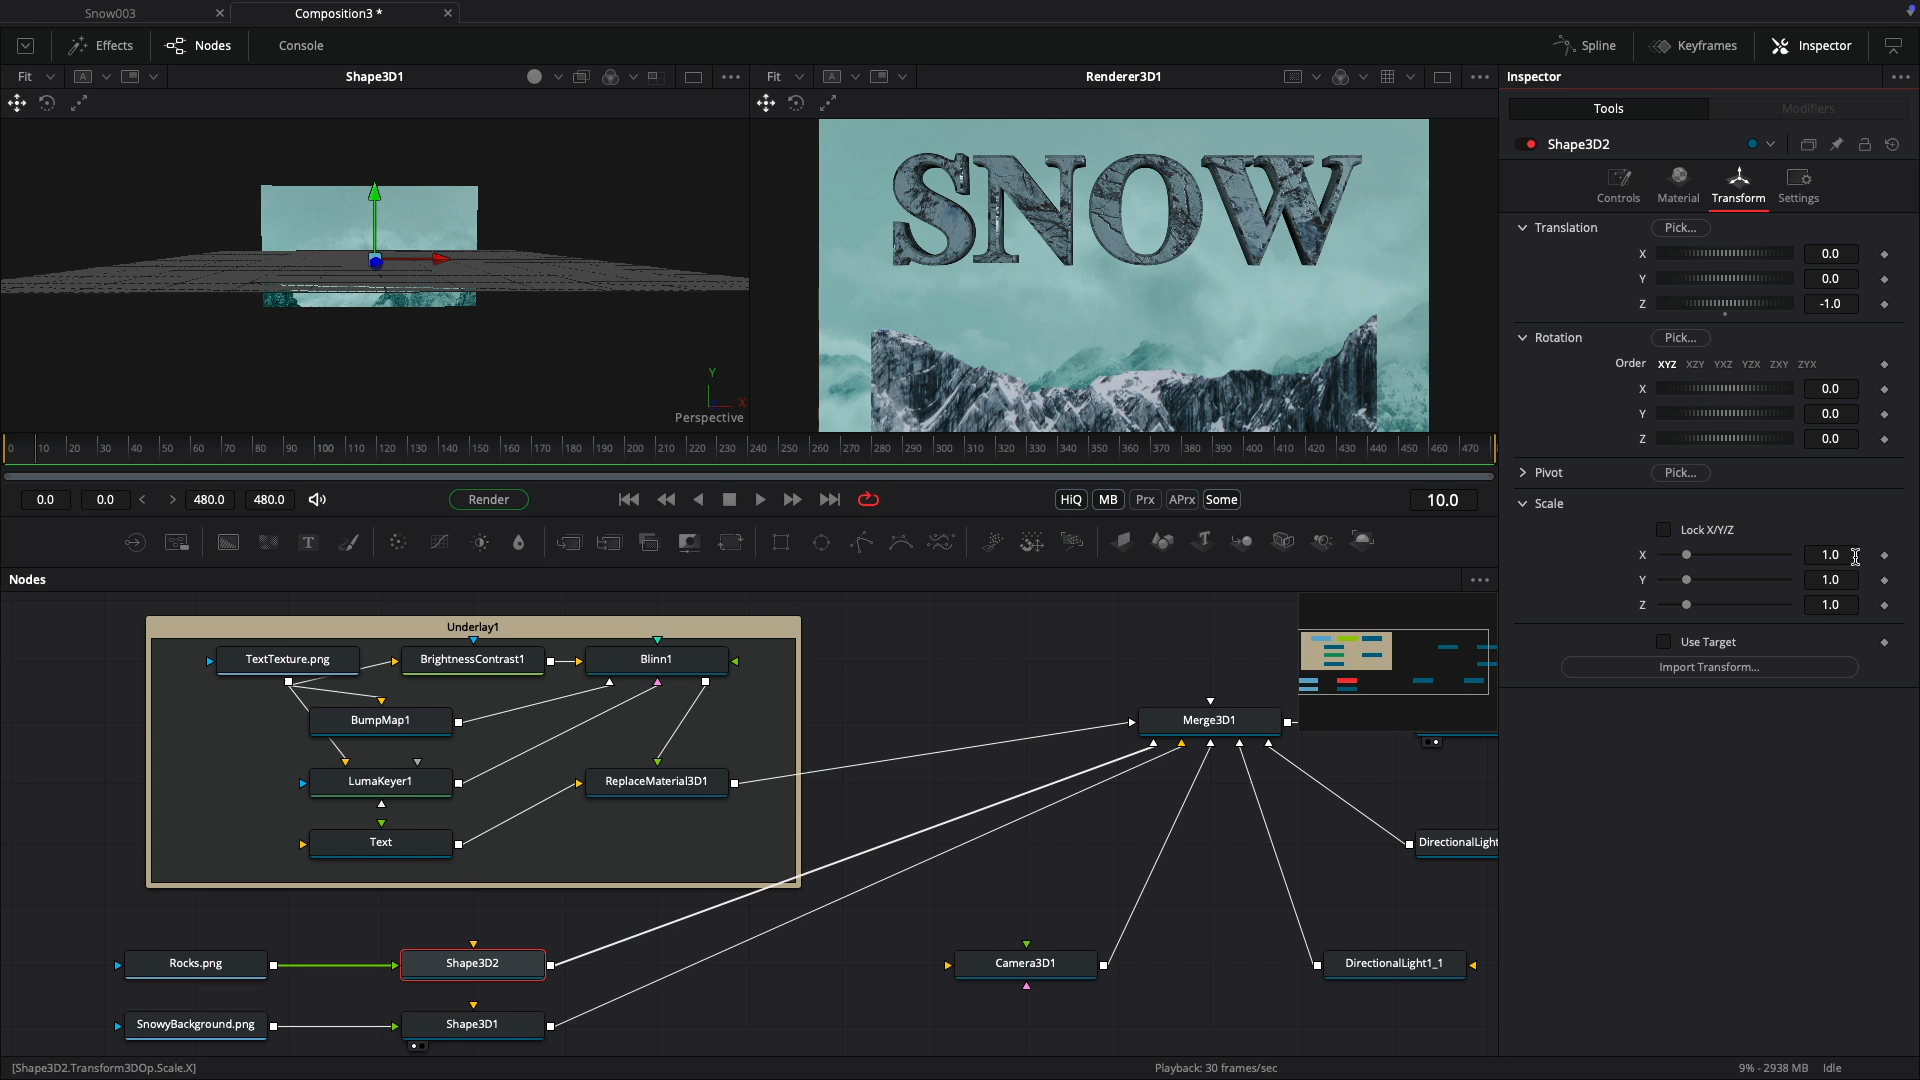 Snow003
Composition3 *
Effects
Nodes
Console
Spline
Keyframes
Inspector
Fit
A
Shape3D1
Fit
A
Renderer3D1
Inspector
Tools
Modifiers
Shape3D2
Controls
Material
Transform
Settings
Translation
Pick...
X
0.0
Y
0.0
Z
-1.0
Rotation
Pick...
Order XYZ XZY YXZ YZX ZXY ZYX
X
0.0
Y
0.0
Z
0.0
Pivot
Pick...
Scale
Lock X/Y/Z
X
1.0
Y
1.0
Z
1.0
Use Target
Import Transform...
SNOW
Y
X
Perspective
0 10 20 30 40 50 60 70 80 90 100 110 120 130 140 150 160 170 180 190 200 210 220 230 240 250 260 270 280 290 300 310 320 330 340 350 360 370 380 390 400 410 420 430 440 450 460 470
0.0
0.0
480.0
480.0
Render
HiQ
MB
Prx
APrx
Some
10.0
T
Nodes
Underlay1
TextTexture.png
BrightnessContrast1
Blinn1
BumpMap1
Merge3D1
LumaKeyer1
ReplaceMaterial3D1
Text
DirectionalLight
Rocks.png
Shape3D2
Camera3D1
DirectionalLight1_1
SnowyBackground.png
Shape3D1
[Shape3D2.Transform3DOp.Scale.X]
Playback: 30 frames/sec
9% - 2938 MB
Idle